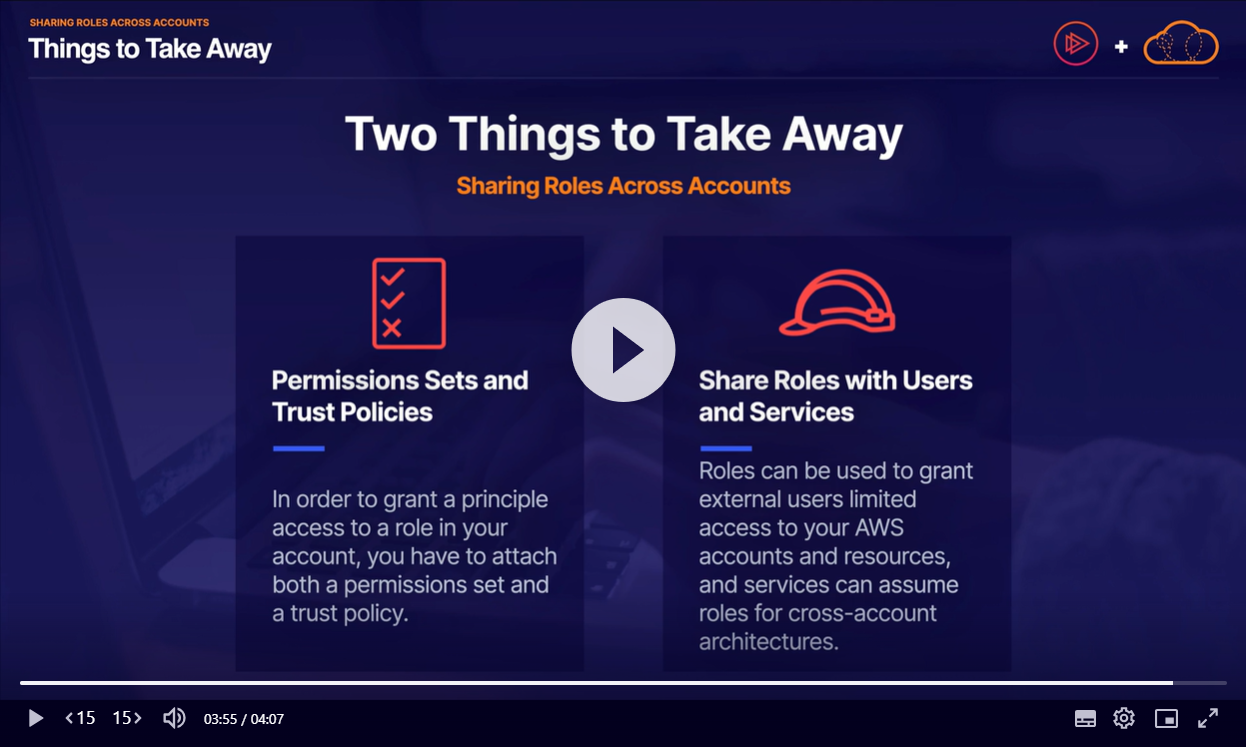 SHARING ROLES ACROSS ACCOUNTS
Things to Take Away
+
Two Things to Take Away
Sharing Roles Across Accounts
Permissions Sets and
Trust Policies
In order to grant a principle
access to a role in your
account, you have to attach
both a permissions set and
a trust policy.
Share Roles with Users
and Services
Roles can be used to grant
external users limited
access to your AWS
accounts and resources,
and services can assume
roles for cross-account
architectures.
<15 15> 03:55 / 04:07